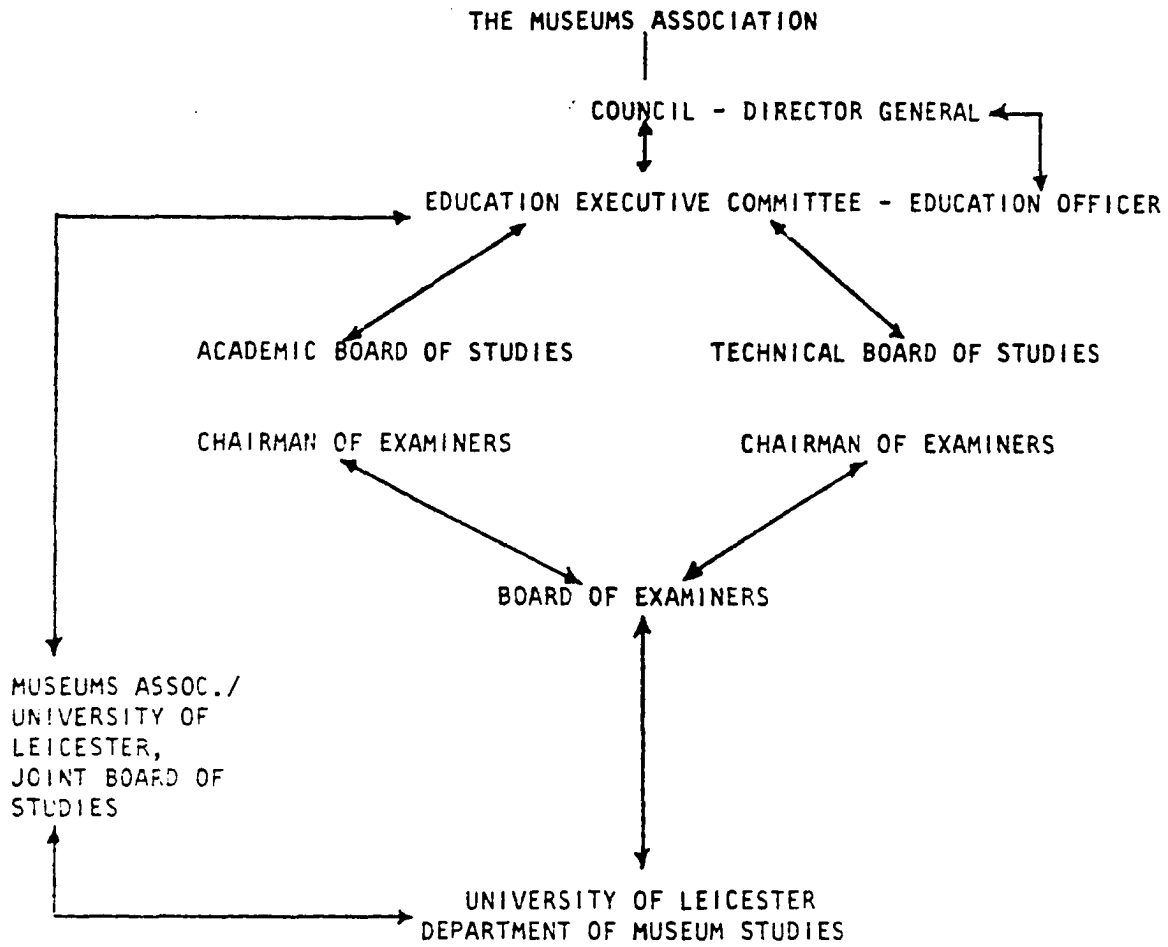 THE MUSEUMS ASSOCIATION
COUNCIL - DIRECTOR GENERAL
EDUCATION EXECUTIVE COMMITTEE - EDUCATION OFFICER
ACADEMIC BOARD OF STUDIES
TECHNICAL BOARD OF STUDIES
CHAIRMAN OF EXAMINERS
CHAIRMAN OF EXAMINERS
BOARD OF EXAMINERS
MUSEUMS ASSOC./
UNIVERSITY OF
LEICESTER,
JOINT BOARD OF
STUDIES
UNIVERSITY OF LEICESTER
DEPARTMENT OF MUSEUM STUDIES